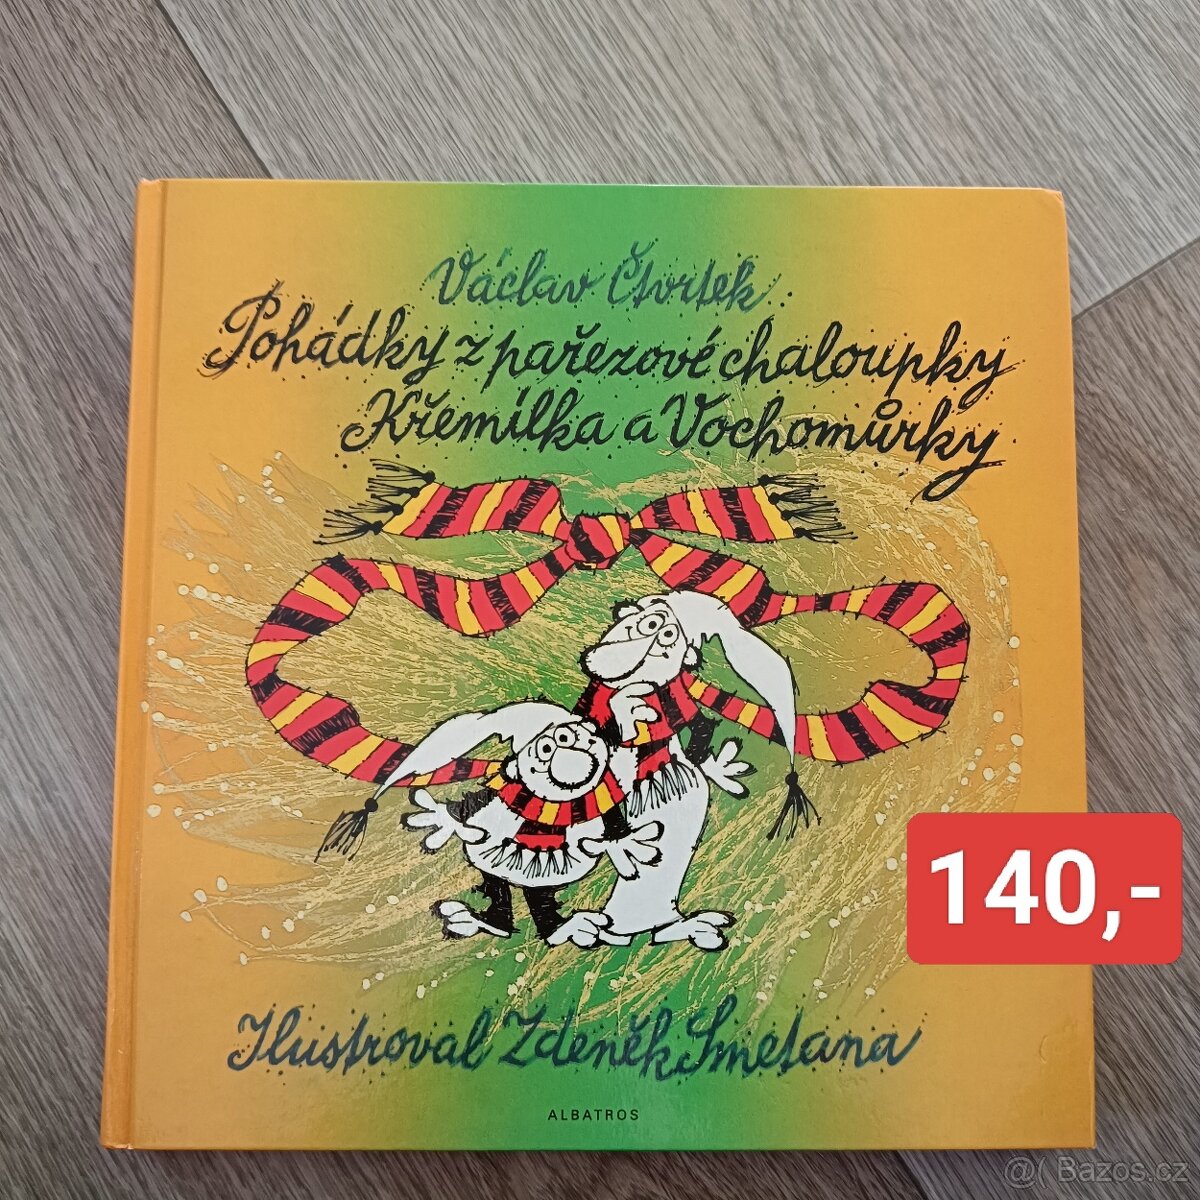 Václav Čtvrtek
Pohádky z pařezové chaloupky
Křemílka a Vochomůrky
140,-
Ilustroval Zdeněk Smetana
ALBATROS
@( Bazos.cz